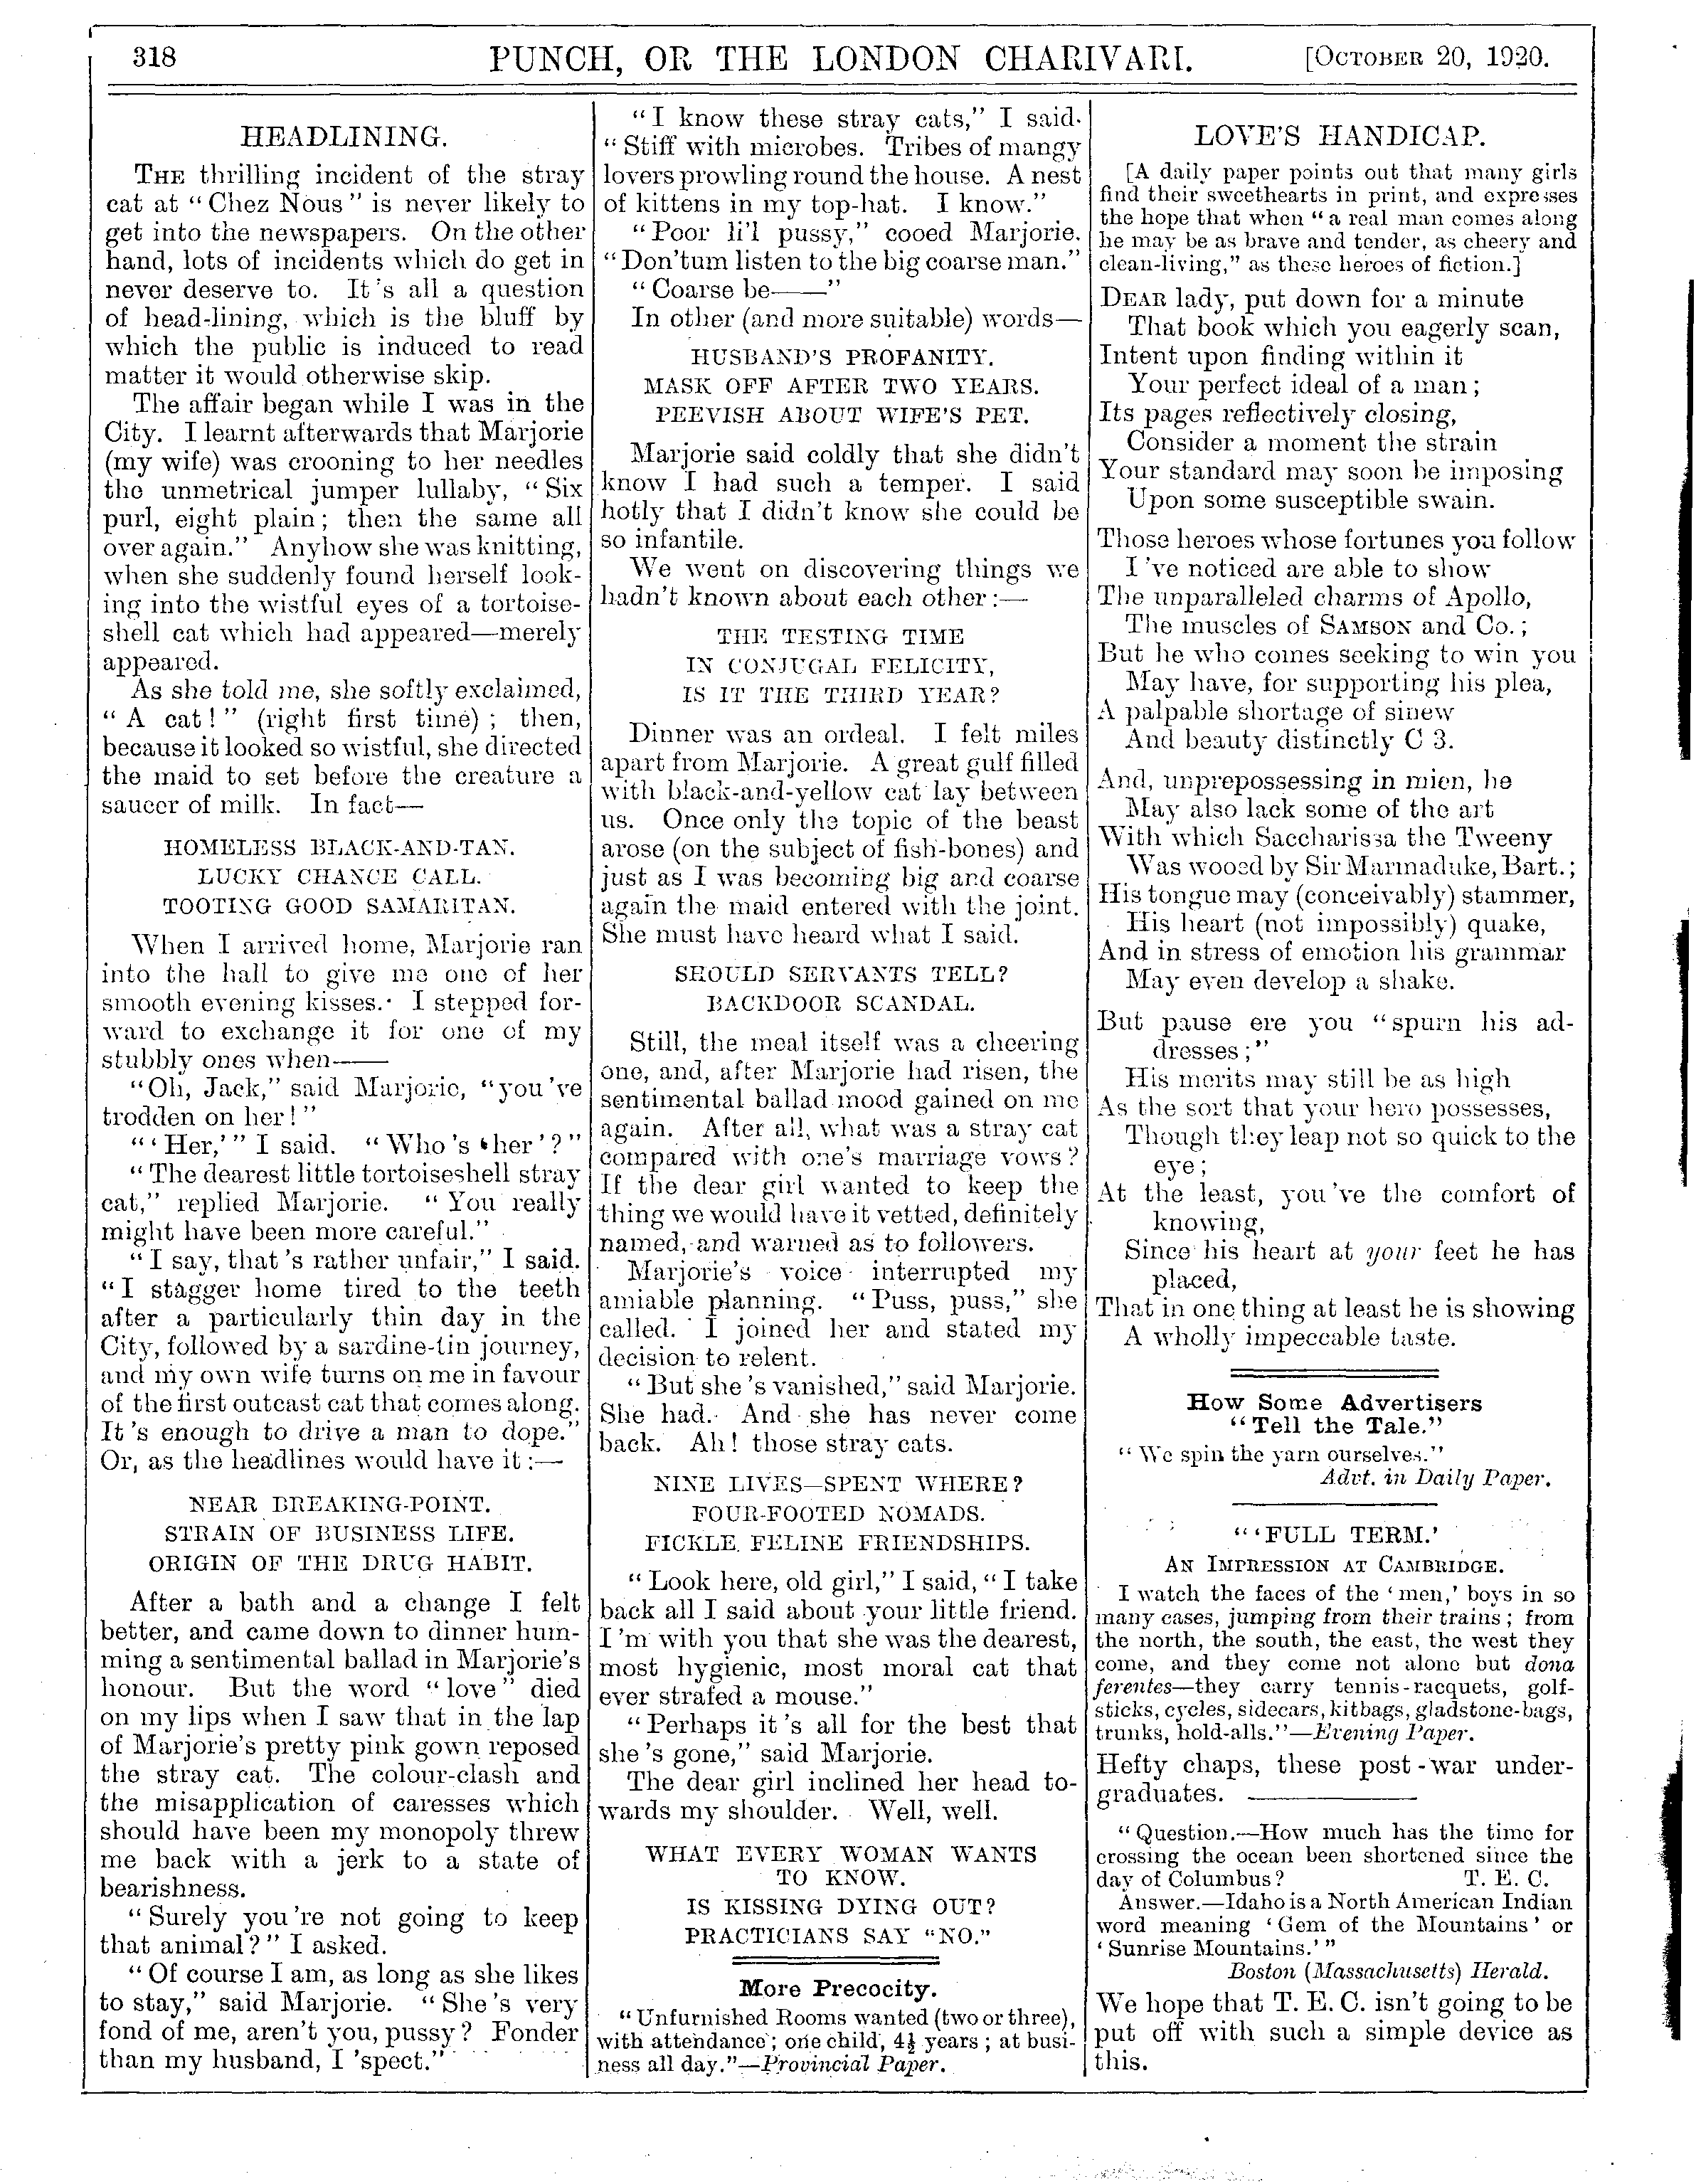 318
PUNCH, OR THE LONDON CHARIVARI.
[OCTOBER 20, 1920.
HEADLINING.
THE thrilling incident of the stray
cat at "Chez Nous" is never likely to
get into the newspapers. On the other
hand, lots of incidents which do get in
never deserve to. It's all a question
of head-lining, which is the bluff by
which the public is induced to read
matter it would otherwise skip.
The affair began while I was in the
City. I learnt afterwards that Marjorie
(my wife) was crooning to her needles
the unmetrical jumper lullaby, "Six
purl, eight plain; then the same all
over again." Anyhow she was knitting,
when she suddenly found herself look-
ing into the wistful eyes of a tortoise-
shell cat which had appeared—merely
appeared.
As she told me, she softly exclaimed,
"A cat!" (right first time); then,
because it looked so wistful, she directed
the maid to set before the creature a
saucer of milk. In fact—
HOMELESS BLACK-AND-TAN.
LUCKY CHANCE CALL.
TOOTING GOOD SAMARITAN.
When I arrived home, Marjorie ran
into the hall to give me one of her
smooth evening kisses. I stepped for-
ward to exchange it for one of my
stubbly ones when——
"Oh, Jack," said Marjorie, "you've
trodden on her!"
"'Her,'" I said. "Who's 'her'?"
"The dearest little tortoiseshell stray
cat," replied Marjorie. "You really
might have been more careful."
"I say, that's rather unfair," I said.
"I stagger home tired to the teeth
after a particularly thin day in the
City, followed by a sardine-tin journey,
and my own wife turns on me in favour
of the first outcast cat that comes along.
It's enough to drive a man to dope."
Or, as the headlines would have it:—
NEAR BREAKING-POINT.
STRAIN OF BUSINESS LIFE.
ORIGIN OF THE DRUG HABIT.
After a bath and a change I felt
better, and came down to dinner hum-
ming a sentimental ballad in Marjorie's
honour. But the word "love" died
on my lips when I saw that in the lap
of Marjorie's pretty pink gown reposed
the stray cat. The colour-clash and
the misapplication of caresses which
should have been my monopoly threw
me back with a jerk to a state of
bearishness.
"Surely you're not going to keep
that animal?" I asked.
"Of course I am, as long as she likes
to stay," said Marjorie. "She's very
fond of me, aren't you, pussy? Fonder
than my husband, I 'spect."
"I know these stray cats," I said.
"Stiff with microbes. Tribes of mangy
lovers prowling round the house. A nest
of kittens in my top-hat. I know."
"Poor li'l pussy," cooed Marjorie.
"Don'tum listen to the big coarse man."
"Coarse be——"
In other (and more suitable) words—
HUSBAND'S PROFANITY.
MASK OFF AFTER TWO YEARS.
PEEVISH ABOUT WIFE'S PET.
Marjorie said coldly that she didn't
know I had such a temper. I said
hotly that I didn't know she could be
so infantile.
We went on discovering things we
hadn't known about each other:—
THE TESTING TIME
IN CONJUGAL FELICITY,
IS IT THE THIRD YEAR?
Dinner was an ordeal. I felt miles
apart from Marjorie. A great gulf filled
with black-and-yellow cat lay between
us. Once only the topic of the beast
arose (on the subject of fish-bones) and
just as I was becoming big and coarse
again the maid entered with the joint.
She must have heard what I said.
SHOULD SERVANTS TELL?
BACKDOOR SCANDAL.
Still, the meal itself was a cheering
one, and, after Marjorie had risen, the
sentimental ballad mood gained on me
again. After all, what was a stray cat
compared with one's marriage vows?
If the dear girl wanted to keep the
thing we would have it vetted, definitely
named, and warned as to followers.
Marjorie's voice interrupted my
amiable planning. "Puss, puss," she
called. I joined her and stated my
decision to relent.
"But she's vanished," said Marjorie.
She had. And she has never come
back. Ah! those stray cats.
NINE LIVES—SPENT WHERE?
FOUR-FOOTED NOMADS.
FICKLE FELINE FRIENDSHIPS.
"Look here, old girl," I said, "I take
back all I said about your little friend.
I'm with you that she was the dearest,
most hygienic, most moral cat that
ever strafed a mouse."
"Perhaps it's all for the best that
she's gone," said Marjorie.
The dear girl inclined her head to-
wards my shoulder. Well, well.
WHAT EVERY WOMAN WANTS
TO KNOW.
IS KISSING DYING OUT?
PRACTICIANS SAY "NO."
More Precocity.
"Unfurnished Rooms wanted (two or three),
with attendance; one child, 4½ years; at busi-
ness all day."—Provincial Paper.
LOVE'S HANDICAP.
[A daily paper points out that many girls
find their sweethearts in print, and expresses
the hope that when "a real man comes along
he may be as brave and tender, as cheery and
clean-living," as these heroes of fiction.]
DEAR lady, put down for a minute
That book which you eagerly scan,
Intent upon finding within it
Your perfect ideal of a man;
Its pages reflectively closing,
Consider a moment the strain
Your standard may soon be imposing
Upon some susceptible swain.
Those heroes whose fortunes you follow
I've noticed are able to show
The unparalleled charms of Apollo,
The muscles of SAMSON and Co.;
But he who comes seeking to win you
May have, for supporting his plea,
A palpable shortage of sinew
And beauty distinctly C 3.
And, unprepossessing in mien, he
May also lack some of the art
With which Saccharissa the Tweeny
Was wooed by Sir Marmaduke, Bart.;
His tongue may (conceivably) stammer,
His heart (not impossibly) quake,
And in stress of emotion his grammar
May even develop a shake.
But pause ere you "spurn his ad-
dresses;"
His merits may still be as high
As the sort that your hero possesses,
Though they leap not so quick to the
eye;
At the least, you've the comfort of
knowing,
Since his heart at your feet he has
placed,
That in one thing at least he is showing
A wholly impeccable taste.
How Some Advertisers
"Tell the Tale."
"We spin the yarn ourselves."
Advt. in Daily Paper.
"'FULL TERM.'
AN IMPRESSION AT CAMBRIDGE.
I watch the faces of the 'men,' boys in so
many cases, jumping from their trains; from
the north, the south, the east, the west they
come, and they come not alone but dona
ferentes—they carry tennis-racquets, golf-
sticks, cycles, sidecars, kitbags, gladstone-bags,
trunks, hold-alls."—Evening Paper.
Hefty chaps, these post-war under-
graduates.
"Question.—How much has the time for
crossing the ocean been shortened since the
day of Columbus? T. E. C.
Answer.—Idaho is a North American Indian
word meaning 'Gem of the Mountains' or
'Sunrise Mountains.'"
Boston (Massachusetts) Herald.
We hope that T. E. C. isn't going to be
put off with such a simple device as
this.